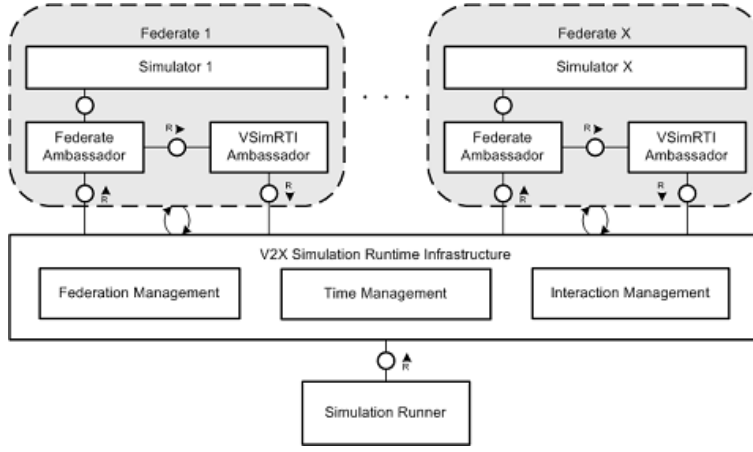 Federate 1
Federate X
Simulator 1
Simulator X
. . .
Federate
Ambassador
R
VSimRTI
Ambassador
Federate
Ambassador
R
VSimRTI
Ambassador
R
R
R
R
V2X Simulation Runtime Infrastructure
Federation Management
Time Management
Interaction Management
R
Simulation Runner